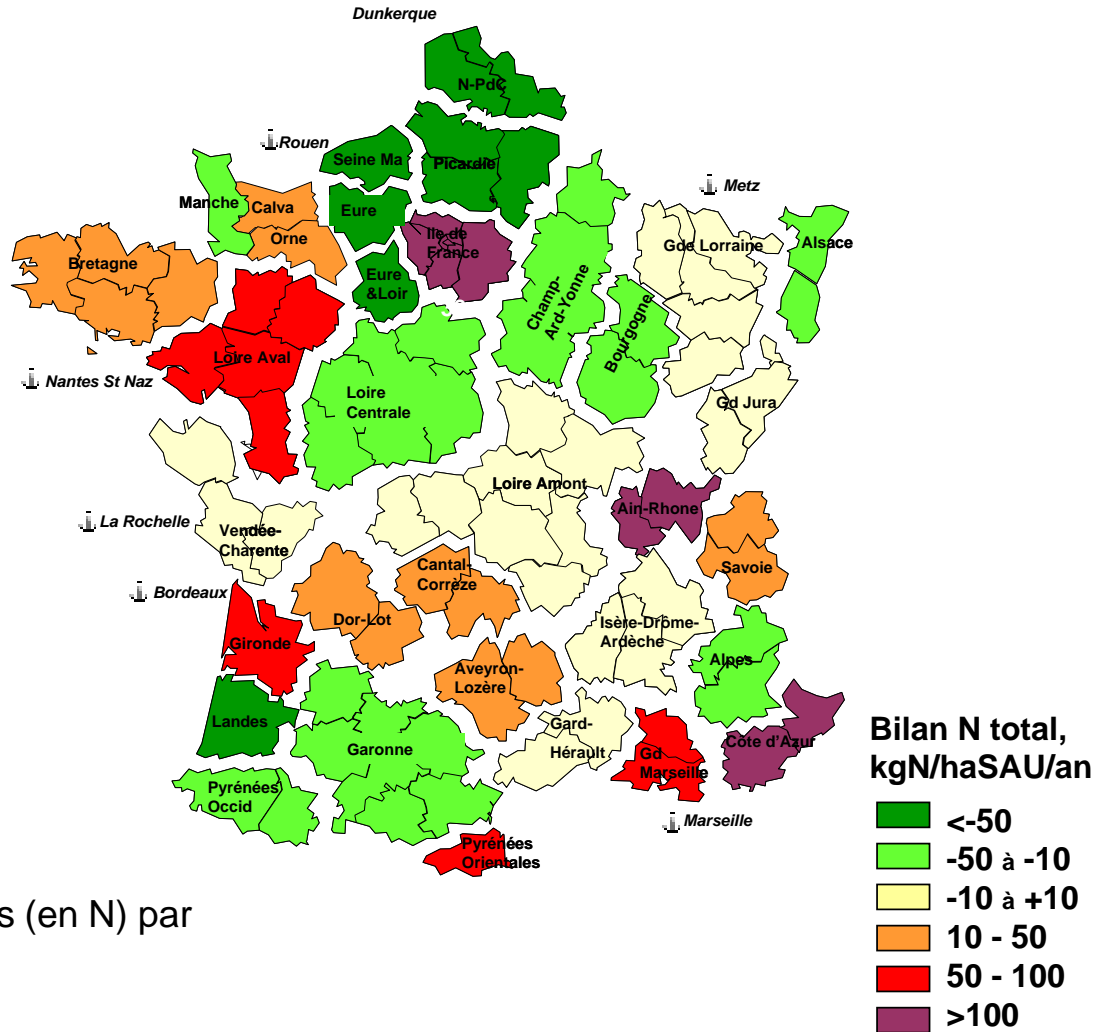 Dunkerque
N-PdC
Rouen
Seine Ma
Picardie
Metz
Manche
Calva
Eure
Ile de
France
Gde Lorraine
Alsace
Orne
Bretagne
Eure
&Loir
Champ-
Ard-Yonne
Bourgogne
Loire Aval
Nantes St Naz
Loire
Centrale
Gd Jura
Loire Amont
Ain-Rhone
La Rochelle
Vendée-
Charente
Savoie
Cantal-
Corrèze
Bordeaux
Dor-Lot
Isère-Drôme-
Ardèche
Gironde
Alpes
Aveyron-
Lozère
Landes
Gard-
Hérault
Garonne
Gd
Marseille
Côte d'Azur
Pyrénées
Occid
Marseille
Pyrénées
Orientales
s (en N) par
Bilan N total,
kgN/haSAU/an
<-50
-50 à -10
-10 à +10
10 - 50
50 - 100
>100